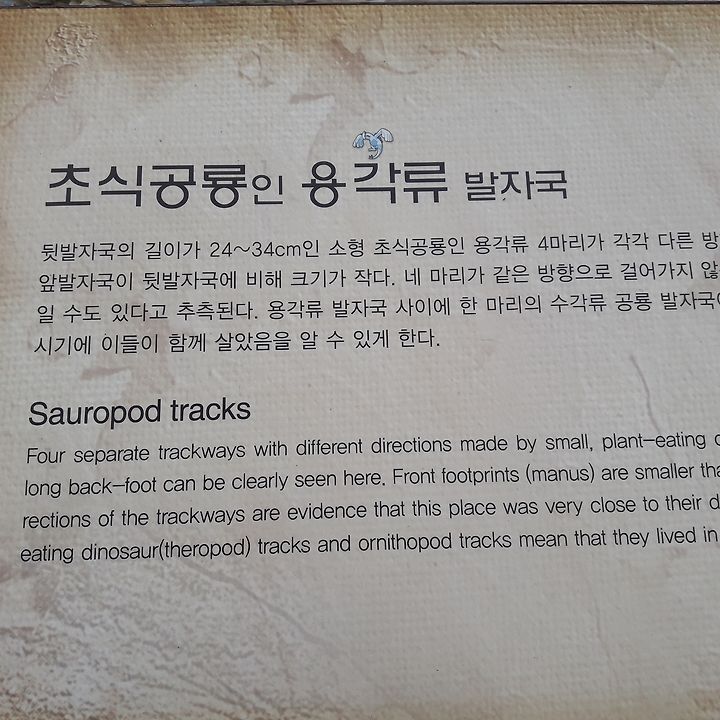 초식공룡인 용각류 발자국
뒷발자국의 길이가 24~34cm인 소형 초식공룡인 용각류 4마리가 각각 다른 방
앞발자국이 뒷발자국에 비해 크기가 작다. 네 마리가 같은 방향으로 걸어가지 않
일 수도 있다고 추측된다. 용각류 발자국 사이에 한 마리의 수각류 공룡 발자국
시기에 이들이 함께 살았음을 알 수 있게 한다.
Sauropod tracks
Four separate trackways with different directions made by small, plant-eating
long back-foot can be clearly seen here. Front footprints (manus) are smaller tha
rections of the trackways are evidence that this place was very close to their d
eating dinosaur(theropod) tracks and ornithopod tracks mean that they lived in